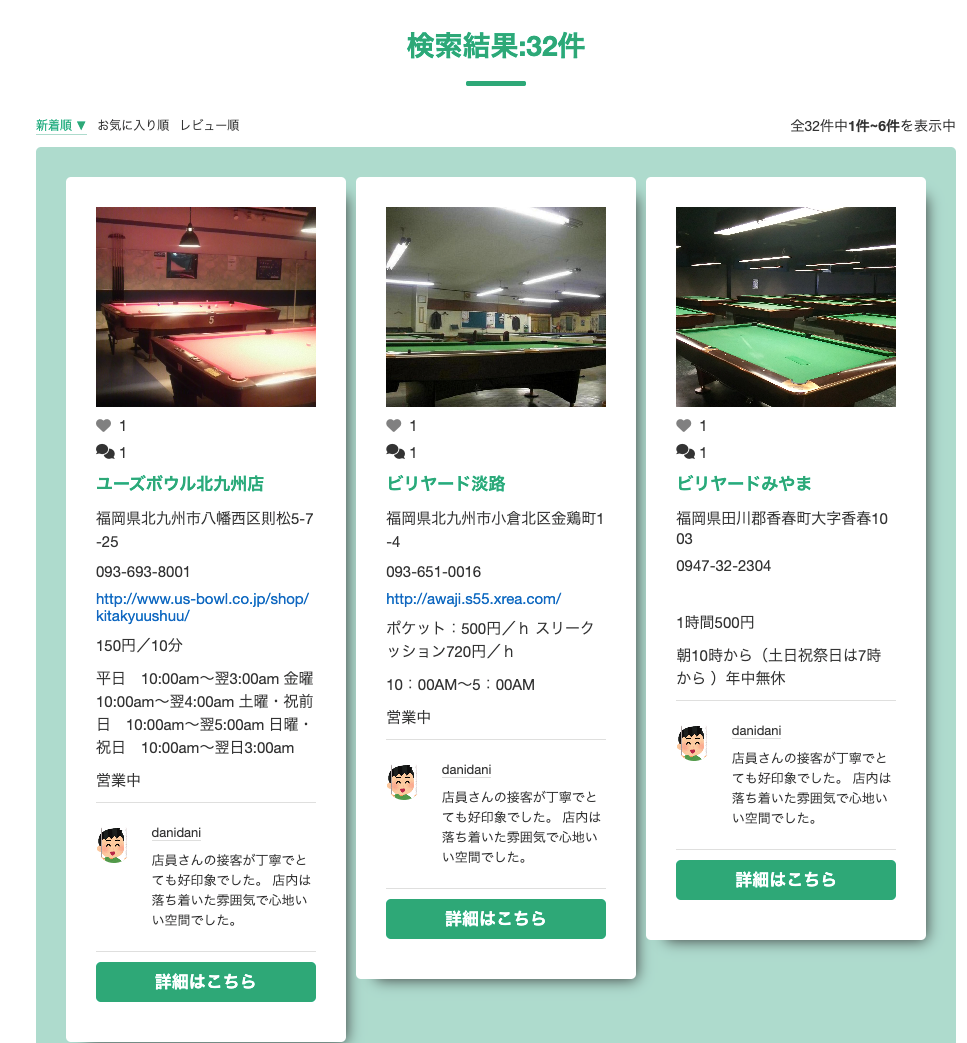 検索結果:32件
新着順 ▼ お気に入り順 レビュー順
全32件中1件~6件を表示中
5
1
1
ユーズボウル北九州店
福岡県北九州市八幡西区則松5-7
-25
093-693-8001
http://www.us-bowl.co.jp/shop/
kitakyuushuu/
150円／10分
平日　10:00am〜翌3:00am 金曜
10:00am〜翌4:00am 土曜・祝前
日　10:00am〜翌5:00am 日曜・
祝日　10:00am〜翌日3:00am
営業中
danidani
店員さんの接客が丁寧でと
ても好印象でした。 店内は
落ち着いた雰囲気で心地い
い空間でした。
詳細はこちら
1
1
ビリヤード淡路
福岡県北九州市小倉北区金鶏町1
-4
093-651-0016
http://awaji.s55.xrea.com/
ポケット：500円／ｈ スリーク
ッション720円／ｈ
10：00AM〜5：00AM
営業中
danidani
店員さんの接客が丁寧でと
ても好印象でした。 店内は
落ち着いた雰囲気で心地い
い空間でした。
詳細はこちら
1
1
ビリヤードみやま
福岡県田川郡香春町大字香春10
03
0947-32-2304
1時間500円
朝10時から（土日祝祭日は7時
から ）年中無休
danidani
店員さんの接客が丁寧でと
ても好印象でした。 店内は
落ち着いた雰囲気で心地い
い空間でした。
詳細はこちら